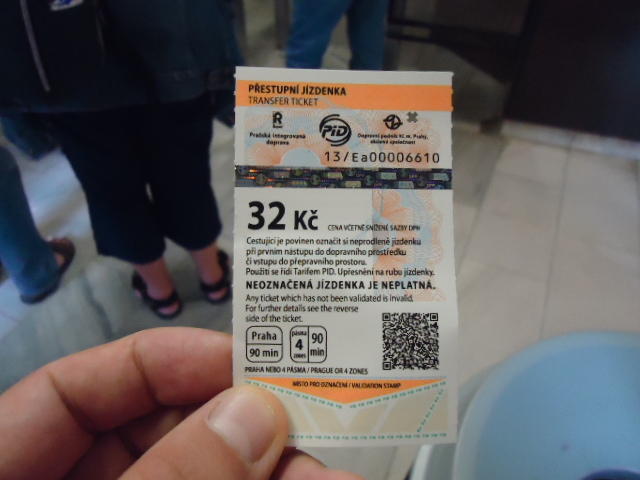 PŘESTUPNÍ JÍZDENKA
TRANSFER TICKET
R
PID
Pražská integrovaná
doprava
Dopravní podnik hl. m. Prahy,
akciová společnost
13/Ea00006610
32 Kč CENA VČETNĚ SNÍŽENÉ SAZBY DPH
Cestující je povinen označit si neprodleně jízdenku
při prvním nástupu do dopravního prostředku
či vstupu do přepravního prostoru.
Použití se řídí Tarifem PID. Upřesnění na rubu jízdenky.
NEOZNAČENÁ JÍZDENKA JE NEPLATNÁ.
Any ticket which has not been validated is invalid.
For further details see the reverse
side of the ticket.
Praha
90 min
pásma
4
zones
90
min
PRAHA NEBO 4 PÁSMA / PRAGUE OR 4 ZONES
MÍSTO PRO OZNAČENÍ / VALIDATION STAMP